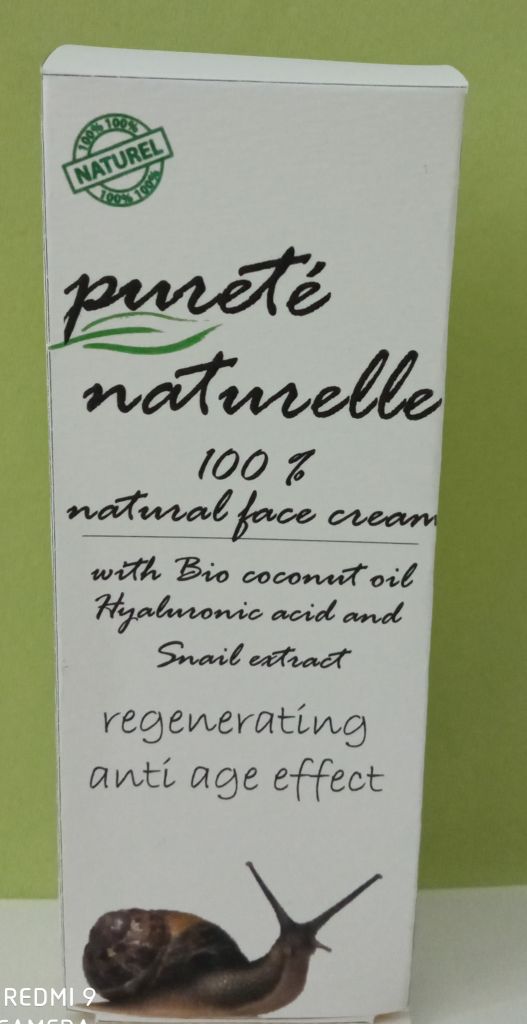 100% 100%
NATUREL
100% 100%
pureté
naturelle
100 %
natural face cream
with Bio coconut oil
Hyaluronic acid and
Snail extract
regenerating
anti age effect
REDMI 9
CAMERA